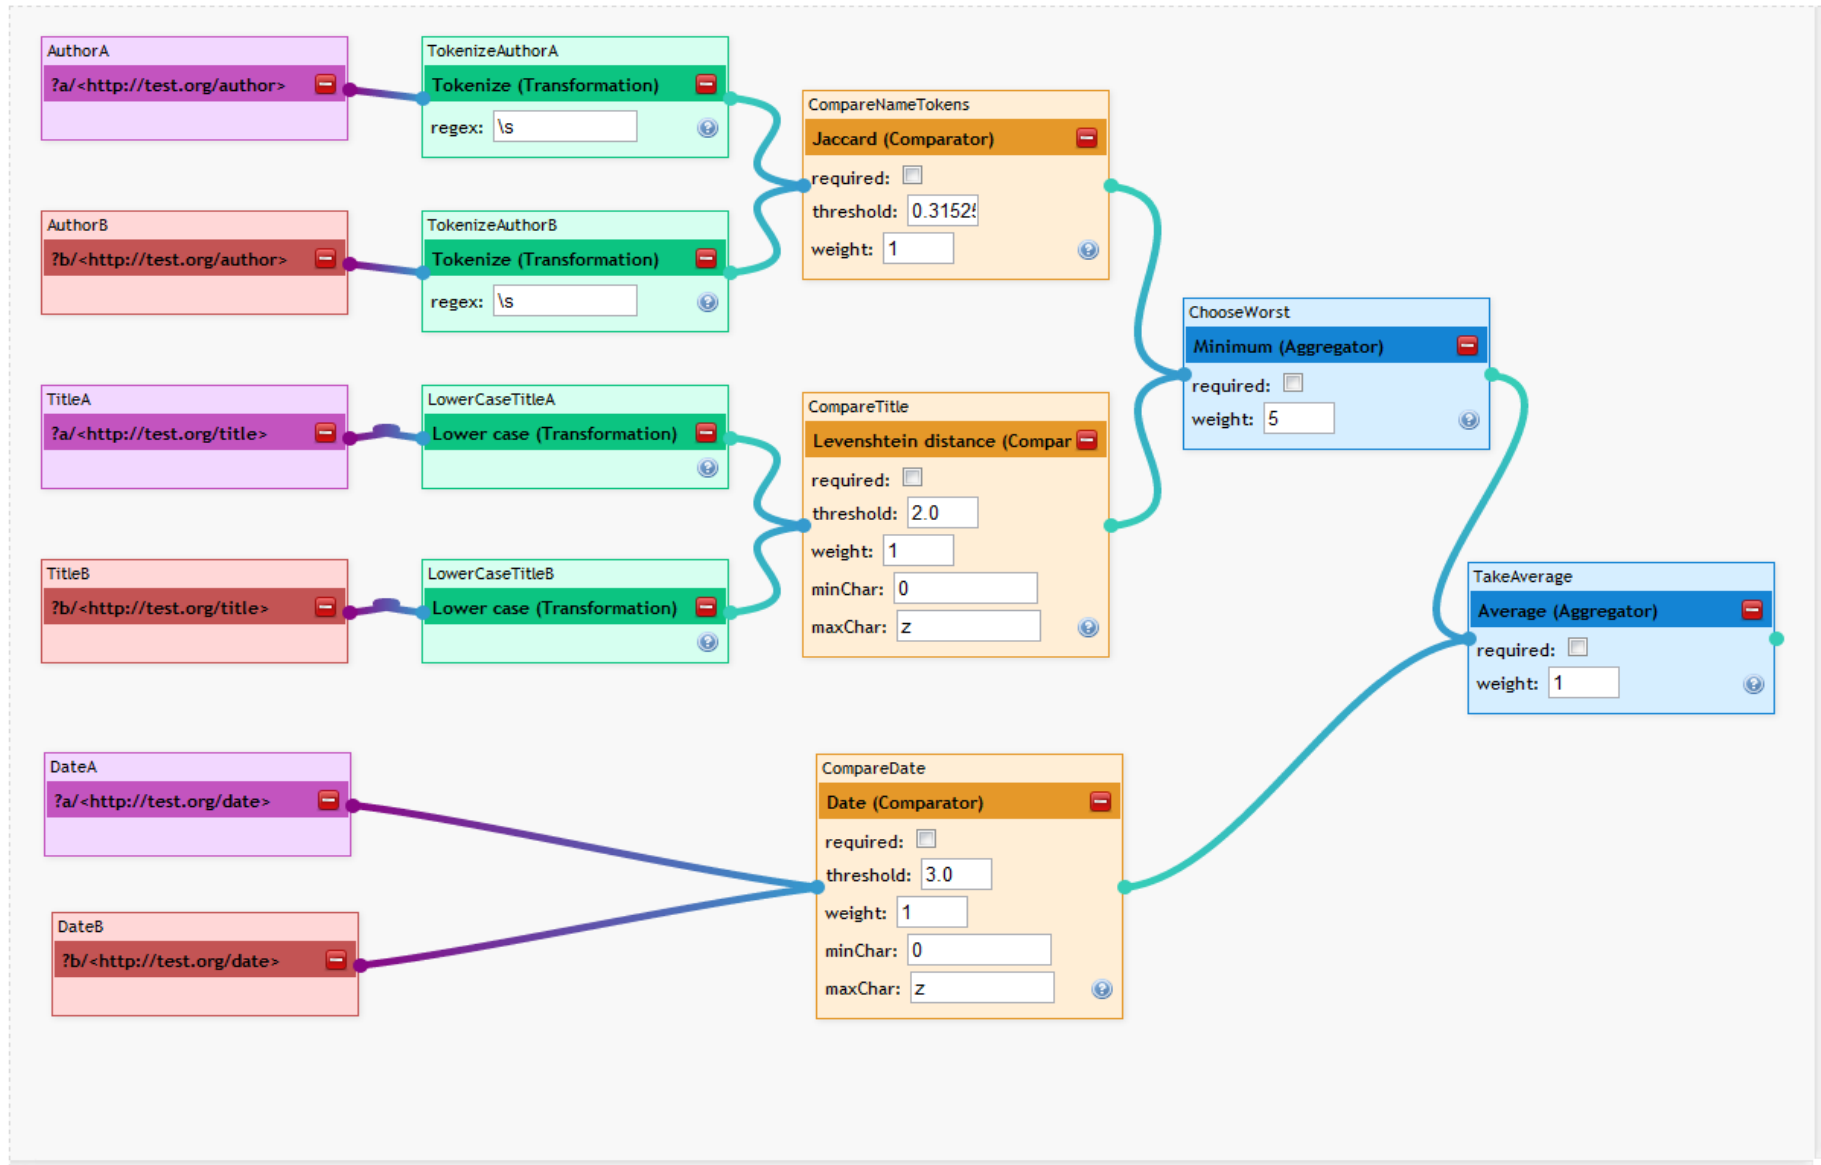 AuthorA
?a/<http://test.org/author>
TokenizeAuthorA
Tokenize (Transformation)
regex: \s
AuthorB
?b/<http://test.org/author>
TokenizeAuthorB
Tokenize (Transformation)
regex: \s
CompareNameTokens
Jaccard (Comparator)
required:
threshold: 0.3152
weight: 1
TitleA
?a/<http://test.org/title>
LowerCaseTitleA
Lower case (Transformation)
TitleB
?b/<http://test.org/title>
LowerCaseTitleB
Lower case (Transformation)
CompareTitle
Levenshtein distance (Compar
required:
threshold: 2.0
weight: 1
minChar: 0
maxChar: z
ChooseWorst
Minimum (Aggregator)
required:
weight: 5
DateA
?a/<http://test.org/date>
DateB
?b/<http://test.org/date>
CompareDate
Date (Comparator)
required:
threshold: 3.0
weight: 1
minChar: 0
maxChar: z
TakeAverage
Average (Aggregator)
required:
weight: 1